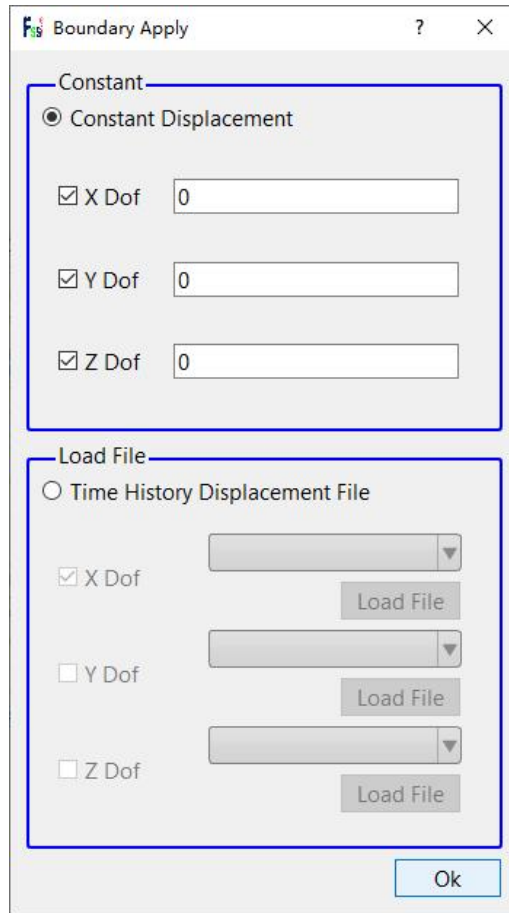 Boundary Apply
?
Constant
Constant Displacement
X Dof 0
Y Dof 0
Z Dof 0
Load File
Time History Displacement File
X Dof
Load File
Y Dof
Load File
Z Dof
Load File
Ok